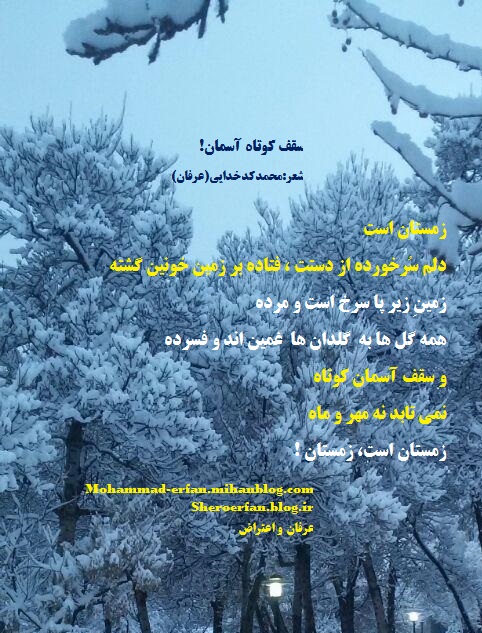 سقف کوتاه آسمان!
شعر:محمدکدخدایی(عرفان)
زمستان است
دلم سُرخورده از دستت ، فتاده بر زمین خونین گشته
زمین زیر پا سرخ است و مرده
همه گل ها به گلدان ها غمین اند و فسرده
و سقف آسمان کوتاه
نمی تابد نه مهر و ماه
زمستان است، زمستان !
Mohammad-erfan.mihanblog.com
Sheroerfan.blog.ir
عرفان و اعتراض